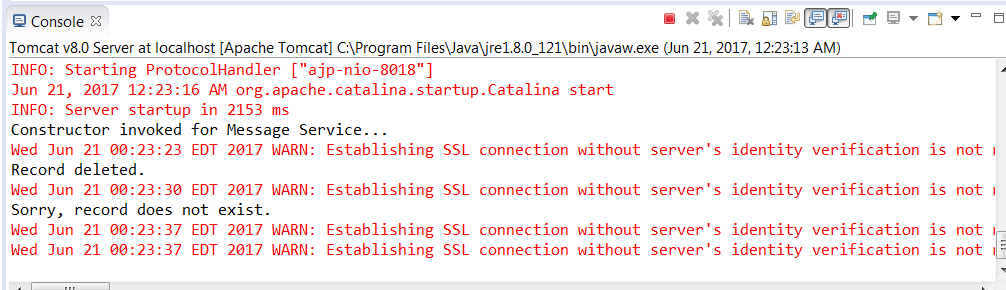 Console
Tomcat v8.0 Server at localhost [Apache Tomcat] C:\Program Files\Java\jre1.8.0_121\bin\javaw.exe (Jun 21, 2017, 12:23:13 AM)
INFO: Starting ProtocolHandler ["ajp-nio-8018"]
Jun 21, 2017 12:23:16 AM org.apache.catalina.startup.Catalina start
INFO: Server startup in 2153 ms
Constructor invoked for Message Service...
Wed Jun 21 00:23:23 EDT 2017 WARN: Establishing SSL connection without server's identity verification is not
Record deleted.
Wed Jun 21 00:23:30 EDT 2017 WARN: Establishing SSL connection without server's identity verification is not
Sorry, record does not exist.
Wed Jun 21 00:23:37 EDT 2017 WARN: Establishing SSL connection without server's identity verification is not
Wed Jun 21 00:23:37 EDT 2017 WARN: Establishing SSL connection without server's identity verification is not